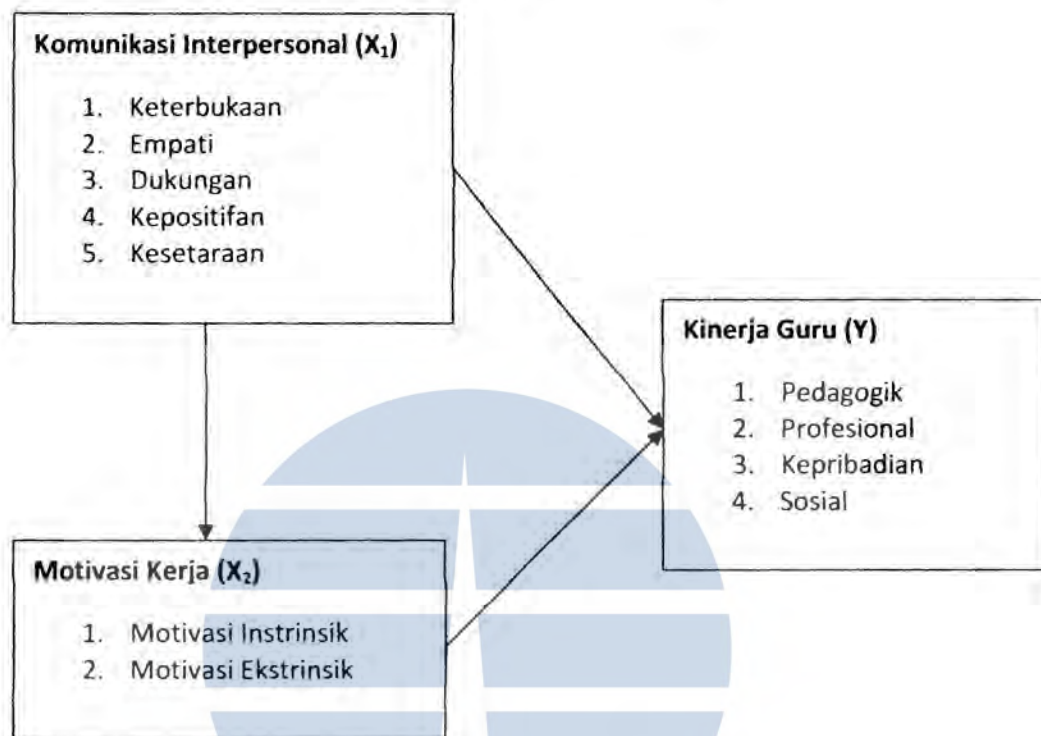 Komunikasi Interpersonal (X₁)
1. Keterbukaan
2. Empati
3. Dukungan
4. Kepositifan
5. Kesetaraan
Kinerja Guru (Y)
1. Pedagogik
2. Profesional
3. Kepribadian
4. Sosial
Motivasi Kerja (X₂)
1. Motivasi Instrinsik
2. Motivasi Ekstrinsik